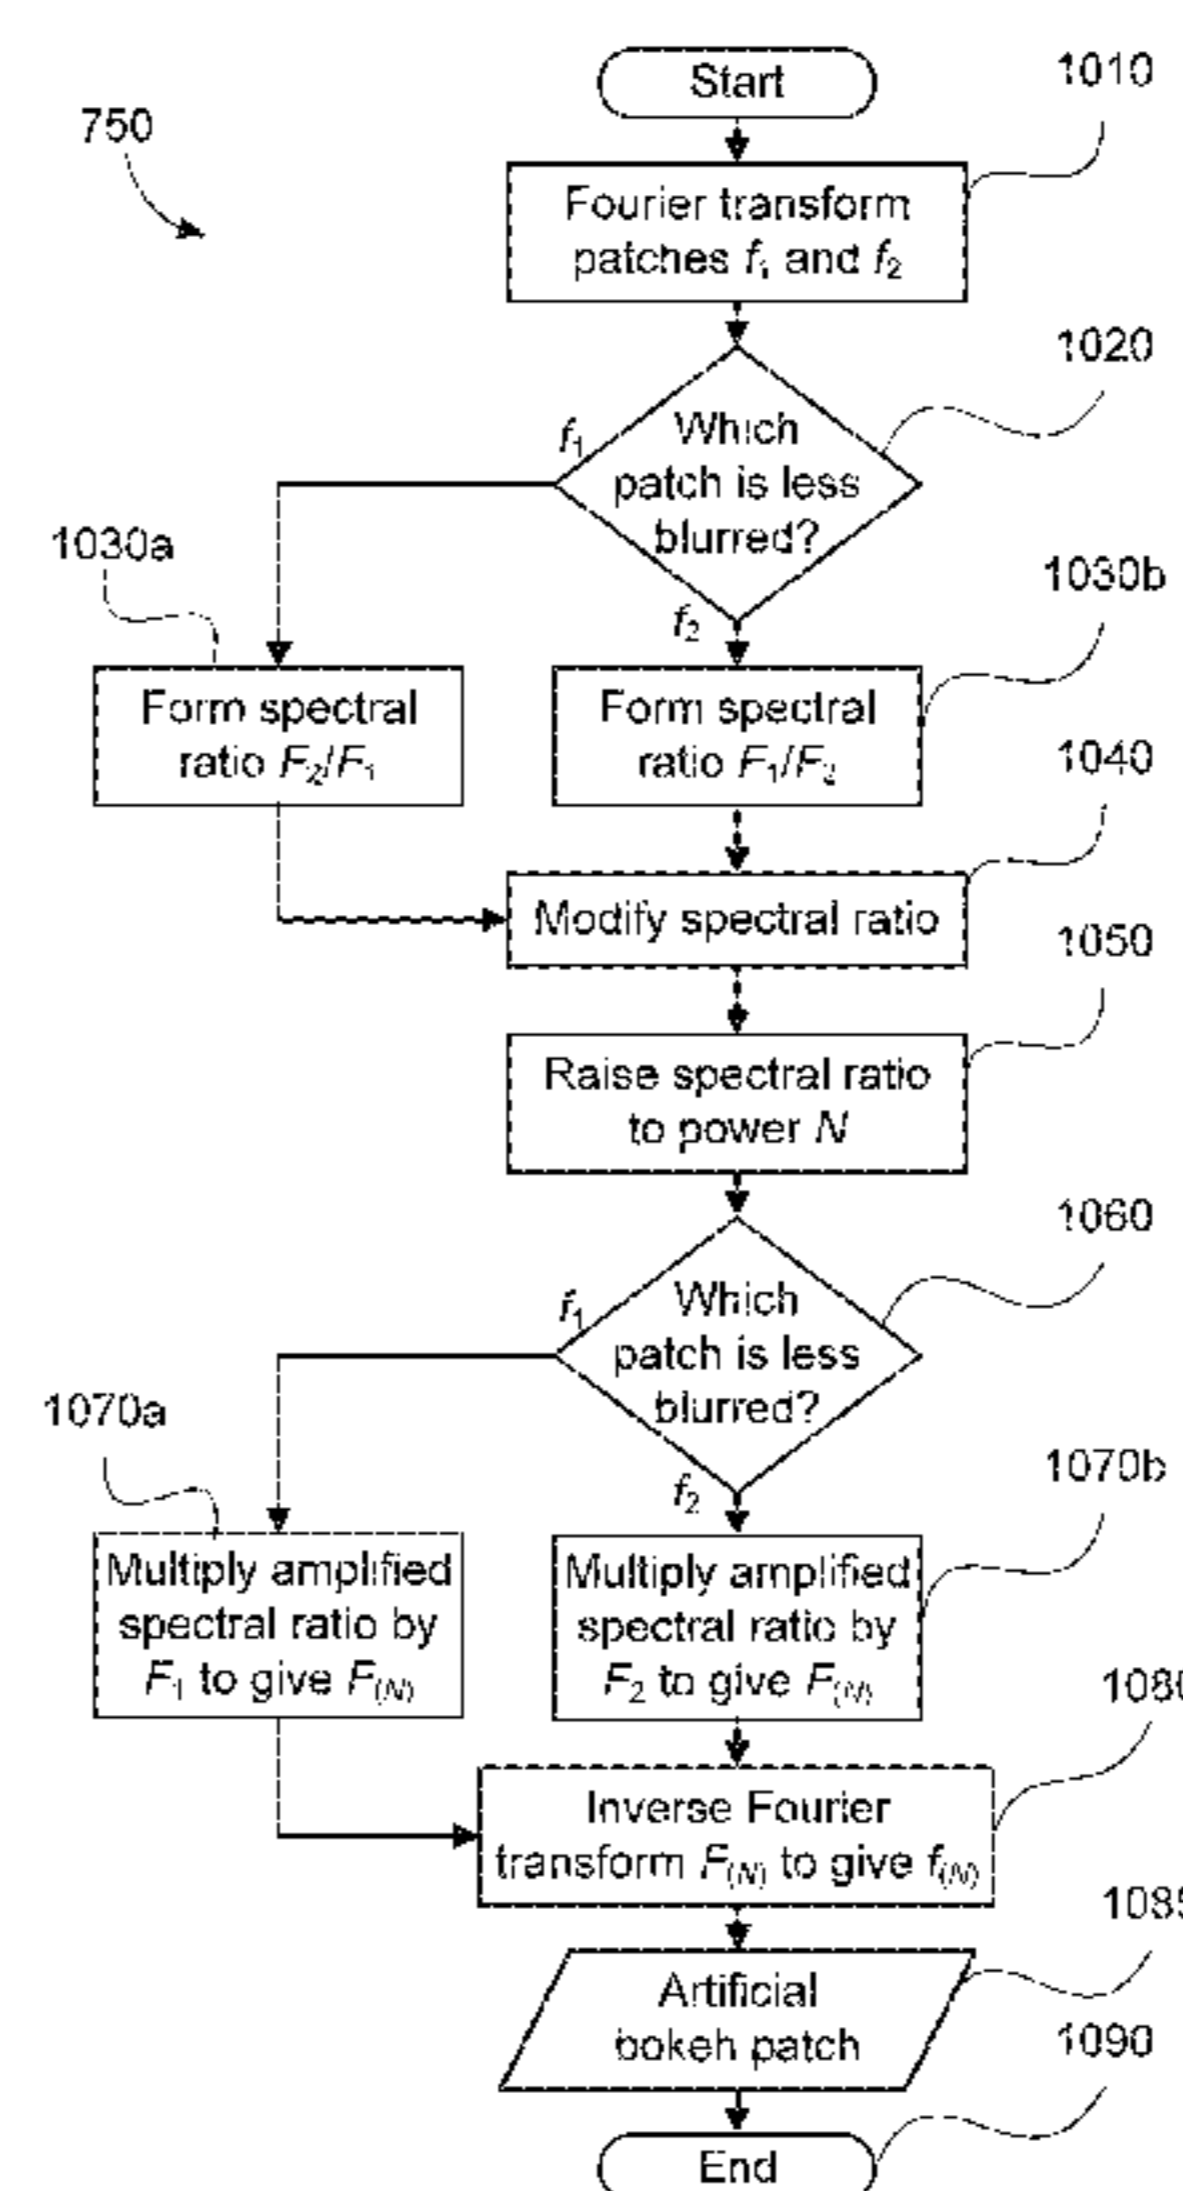 Start
1010
750
Fourier transform
patches f1 and f2
1020
f1
Which
patch is less
blurred?
1030a
1030b
f2
Form spectral
ratio F2/F1
Form spectral
ratio F1/F2
1040
Modify spectral ratio
1050
Raise spectral ratio
to power N
1060
f1
Which
patch is less
blurred?
1070a
1070b
f2
Multiply amplified
spectral ratio by
F1 to give F(N)
Multiply amplified
spectral ratio by
F2 to give F(N)
1080
Inverse Fourier
transform F(N) to give f(N)
1085
Artificial
bokeh patch
1090
End